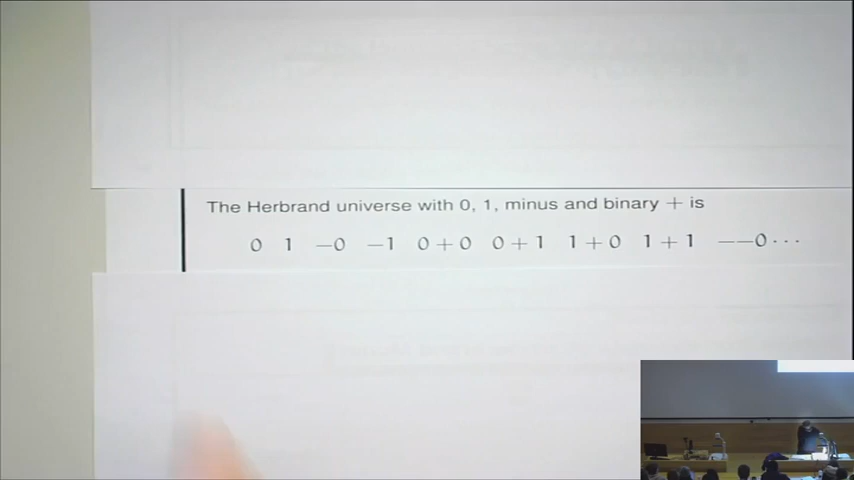 The Herbrand universe with 0, 1, minus and binary + is
0 1 −0 −1 0+0 0+1 1+0 1+1 −−0⋯